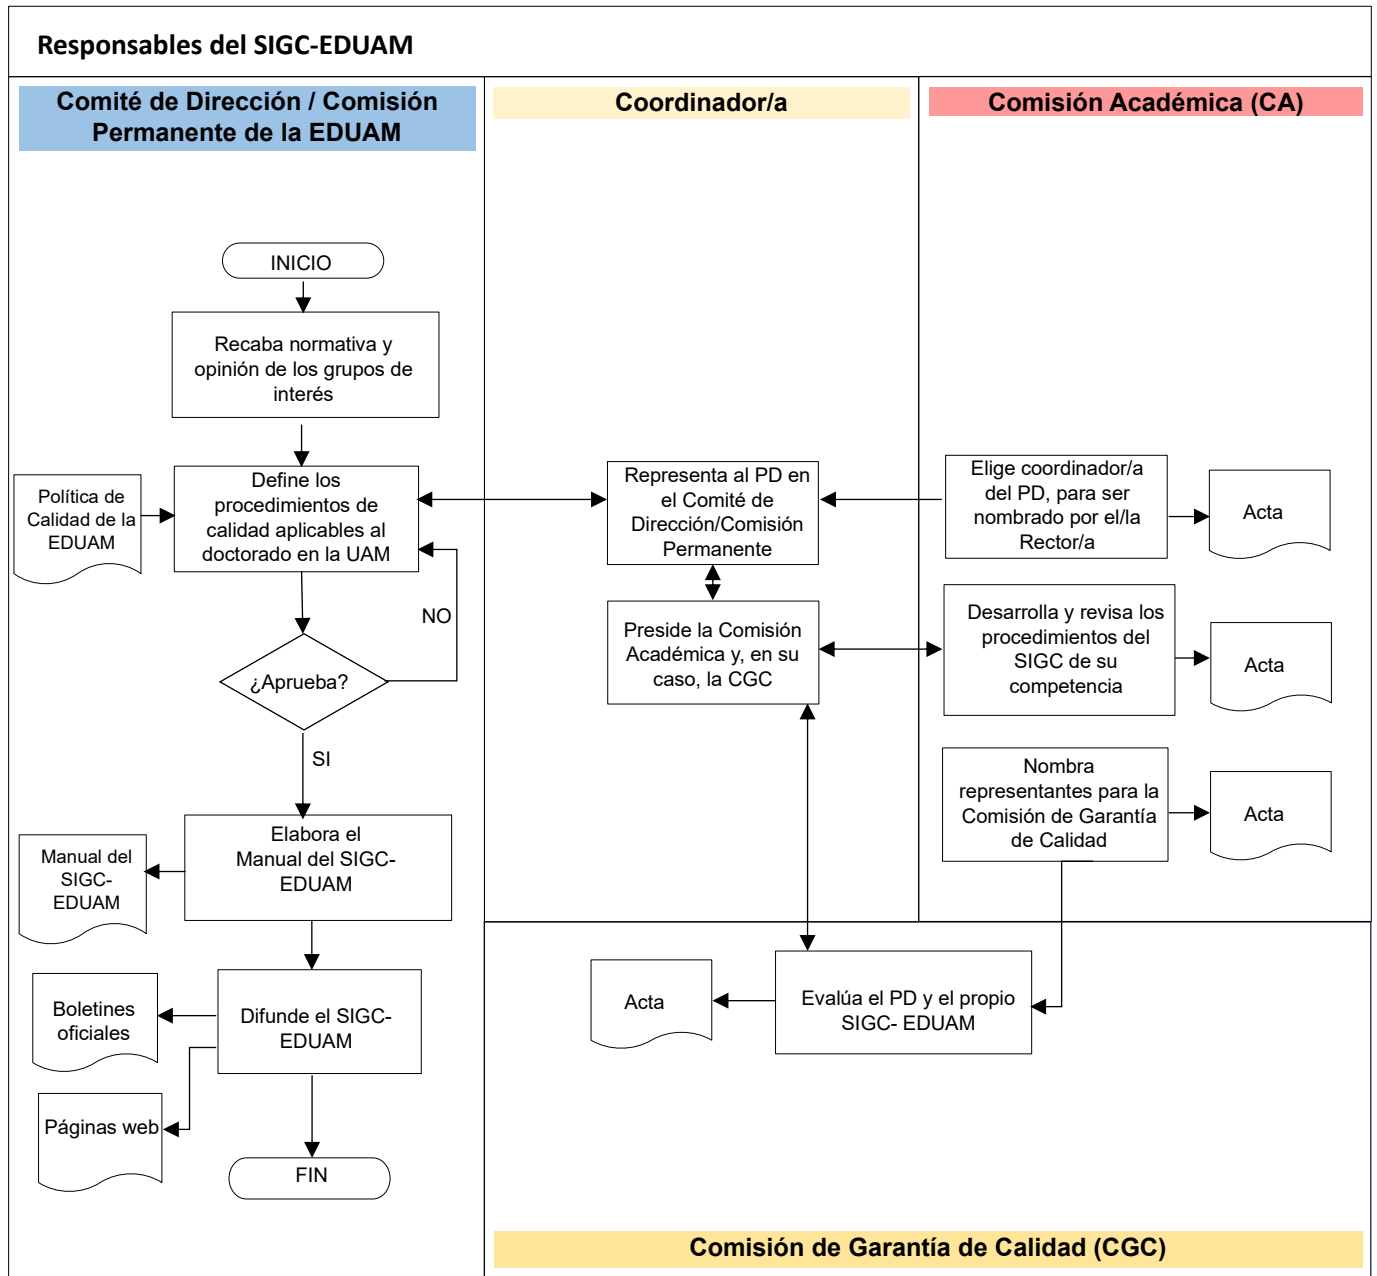 Responsables del SIGC-EDUAM
Comité de Dirección / Comisión
Permanente de la EDUAM
Coordinador/a
Comisión Académica (CA)
INICIO
Recaba normativa y
opinión de los grupos de
interés
Política de
Calidad de la
EDUAM
Define los
procedimientos de
calidad aplicables al
doctorado en la UAM
NO
¿Aprueba?
SI
Elabora el
Manual del SIGC-
EDUAM
Manual del
SIGC-
EDUAM
Difunde el SIGC-
EDUAM
Boletines
oficiales
Páginas web
FIN
Representa al PD en
el Comité de
Dirección/Comisión
Permanente
Preside la Comisión
Académica y, en su
caso, la CGC
Elige coordinador/a
del PD, para ser
nombrado por el/la
Rector/a
Acta
Desarrolla y revisa los
procedimientos del
SIGC de su
competencia
Acta
Nombra
representantes para la
Comisión de Garantía
de Calidad
Acta
Acta
Evalúa el PD y el propio
SIGC- EDUAM
Comisión de Garantía de Calidad (CGC)